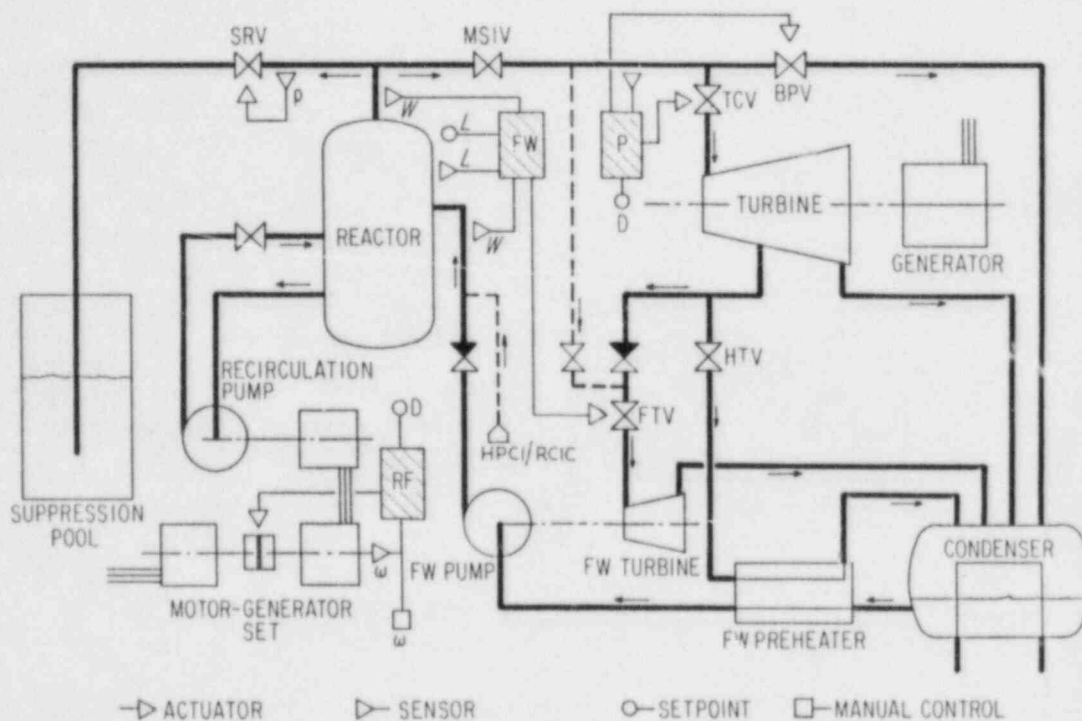 SRV
MSIV
BPV
TCV
p
W
L
L
FW
W
P
D
REACTOR
TURBINE
GENERATOR
RECIRCULATION
PUMP
HTV
FTV
D
HPCI/RCIC
RF
SUPPRESSION
POOL
ω
FW PUMP
FW TURBINE
CONDENSER
MOTOR-GENERATOR
SET
ω
FW PREHEATER
ACTUATOR
SENSOR
SETPOINT
MANUAL CONTROL